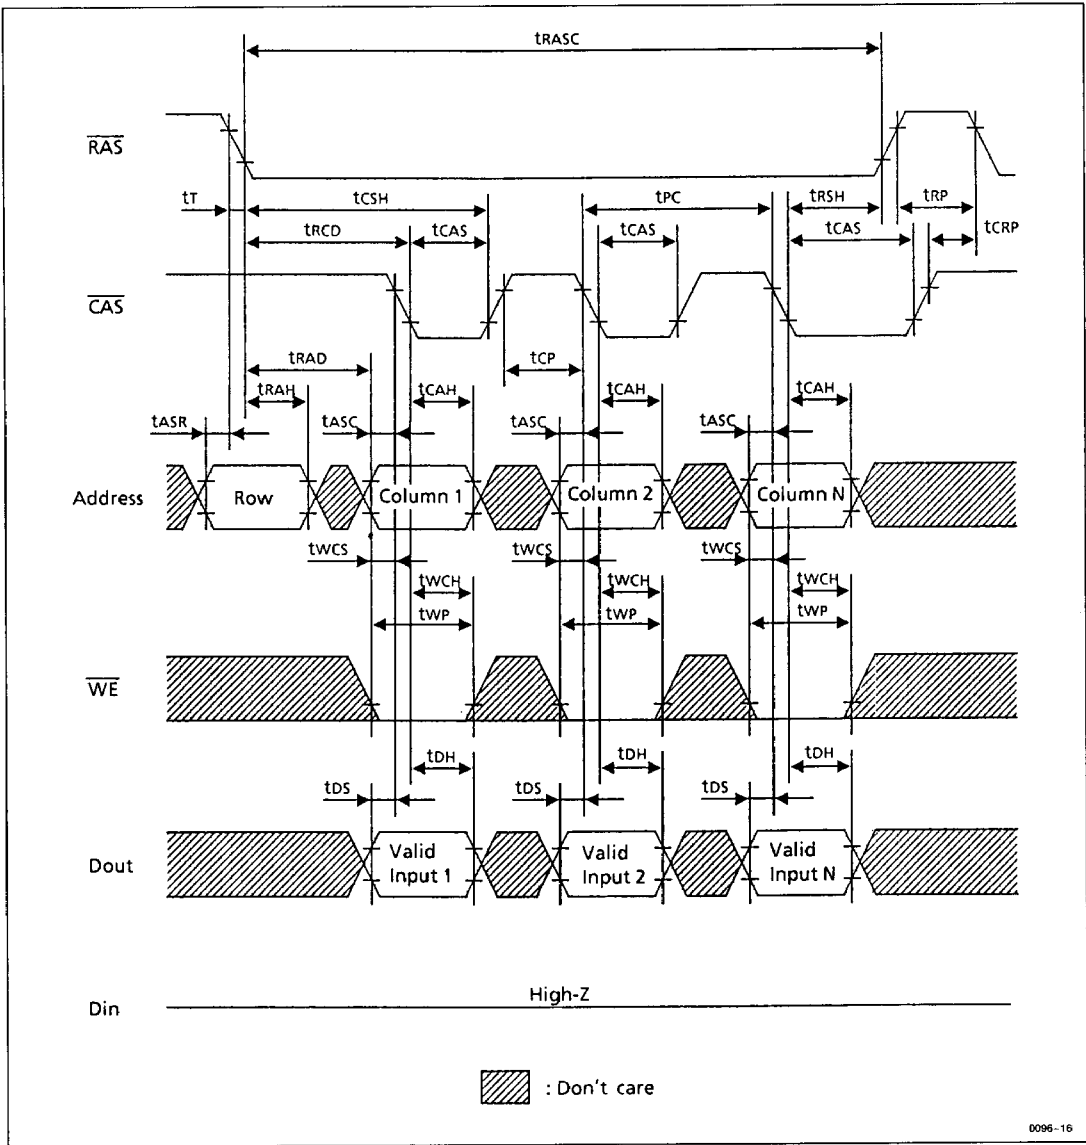 tRASC
RAS
tT
tCSH
tPC
tRSH
tRP
tRCD
tCAS
tCAS
tCAS
tCRP
CAS
tRAD
tCP
tRAH
tCAH
tCAH
tCAH
tASR
tASC
tASC
tASC
Address
Row
Column 1
Column 2
Column N
tWCS
tWCS
tWCS
tWCH
tWCH
tWCH
tWP
tWP
tWP
WE
tDH
tDH
tDH
tDS
tDS
tDS
Dout
Valid
Input 1
Valid
Input 2
Valid
Input N
Din
High-Z
: Don't care
0096-16